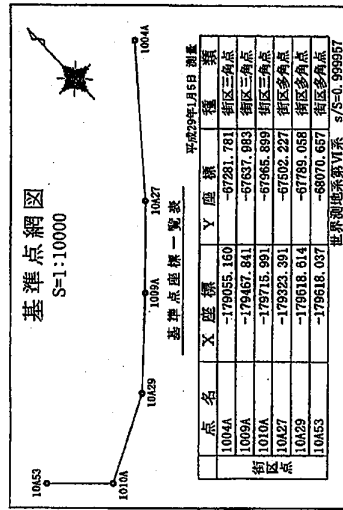 基準点網図
S=1:10000
1004A
10A27
1009A
10A29
1010A
10A53
平成29年1月5日 測量
基準点座標一覧表
点名 X座標 Y座標 種類
街区点
1004A -179055.160 -67281.781 街区三角点
1009A -179467.841 -67637.983 街区三角点
1010A -179715.991 -67965.899 街区三角点
10A27 -179323.391 -67502.227 街区多角点
10A29 -179618.614 -67789.058 街区多角点
10A53 -179618.037 -68070.657 街区多角点
世界測地系第VI系 s/S=0.999957